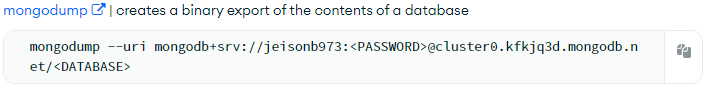 mongodump | creates a binary export of the contents of a database
mongodump --uri mongodb+srv://jeisonb973:<PASSWORD>@cluster0.kfkjq3d.mongodb.n
et/<DATABASE>